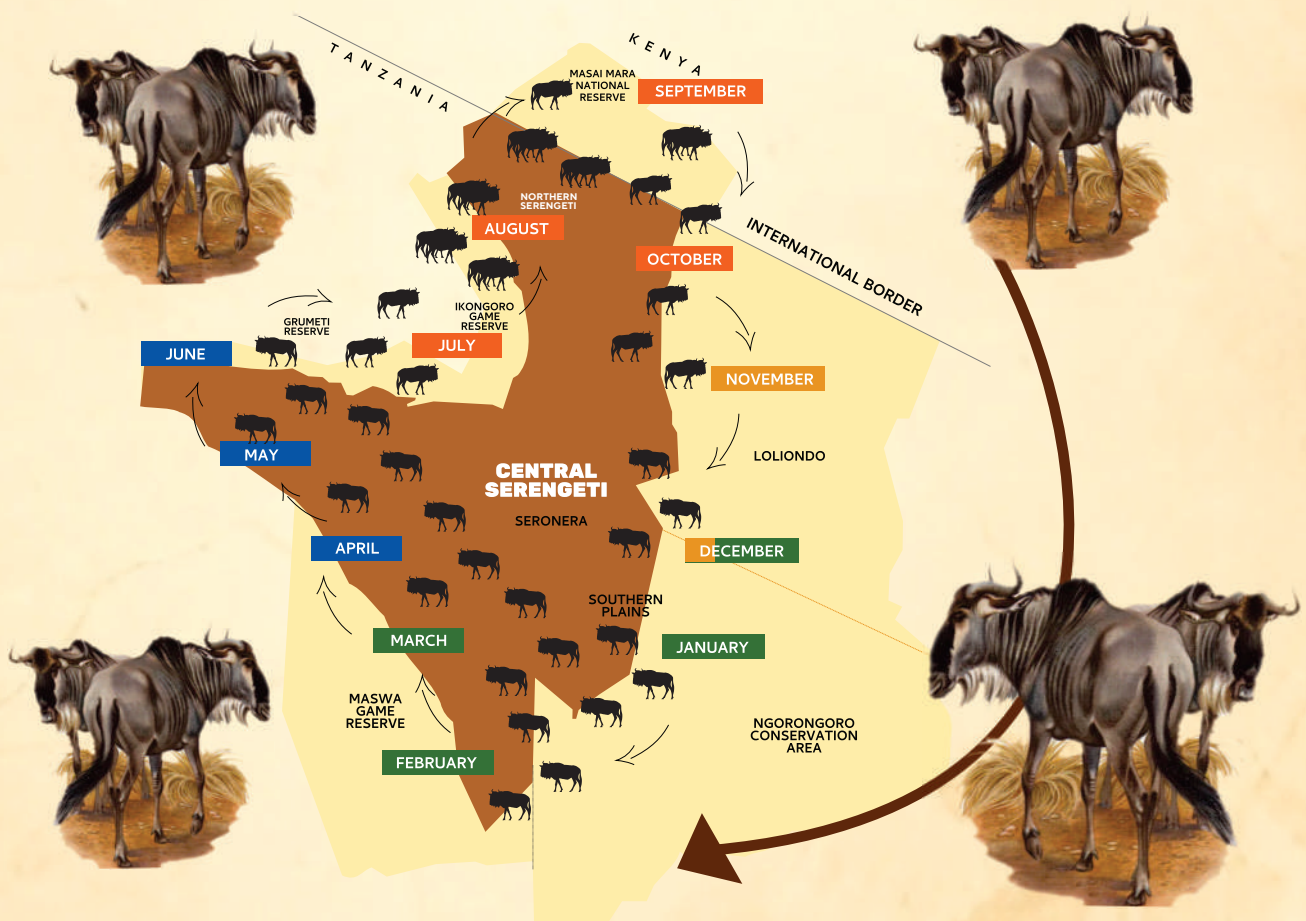 TANZANIA
KENYA
MASAI MARA
NATIONAL
RESERVE
SEPTEMBER
NORTHERN
SERENGETI
AUGUST
INTERNATIONAL BORDER
OCTOBER
IKONGORO
GAME
RESERVE
GRUMETI
RESERVE
JULY
JUNE
NOVEMBER
MAY
LOLIONDO
CENTRAL
SERENGETI
SERONERA
APRIL
DECEMBER
SOUTHERN
PLAINS
MARCH
JANUARY
MASWA
GAME
RESERVE
NGORONGORO
CONSERVATION
AREA
FEBRUARY